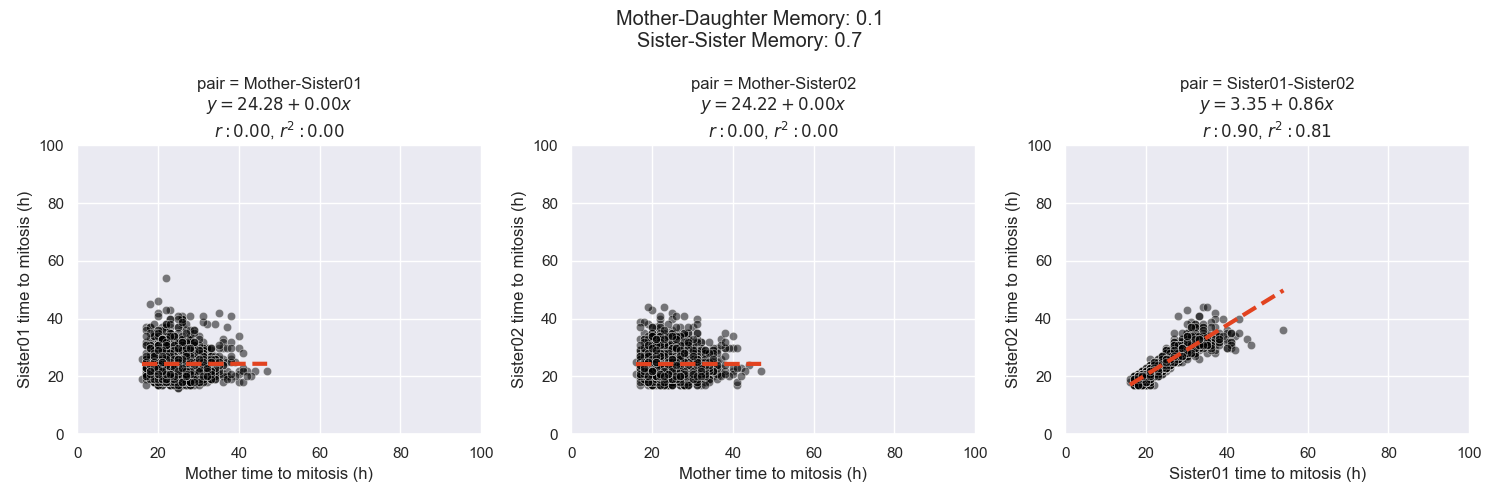 Mother-Daughter Memory: 0.1
Sister-Sister Memory: 0.7
pair = Mother-Sister01
y = 24.28 + 0.00x
r : 0.00, r² : 0.00
100
80
60
40
20
0
0 20 40 60 80 100
Sister01 time to mitosis (h)
Mother time to mitosis (h)
pair = Mother-Sister02
y = 24.22 + 0.00x
r : 0.00, r² : 0.00
100
80
60
40
20
0
0 20 40 60 80 100
Sister02 time to mitosis (h)
Mother time to mitosis (h)
pair = Sister01-Sister02
y = 3.35 + 0.86x
r : 0.90, r² : 0.81
100
80
60
40
20
0
0 20 40 60 80 100
Sister02 time to mitosis (h)
Sister01 time to mitosis (h)